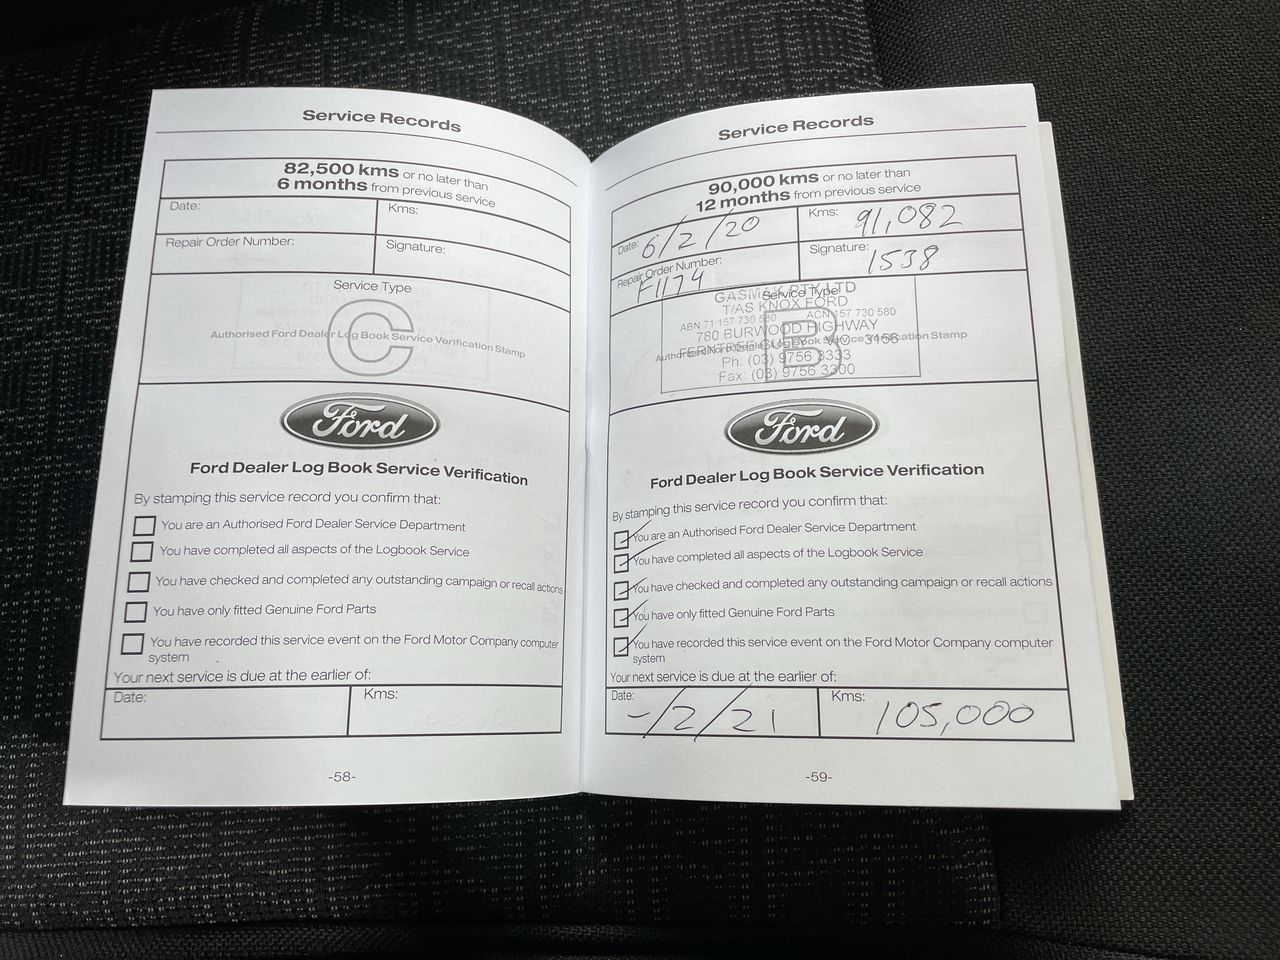 Service Records
82,500 kms or no later than
6 months from previous service
Date:
Kms:
Repair Order Number:
Signature:
Service Type
C
Authorised Ford Dealer Log Book Service Verification Stamp
Ford
Ford Dealer Log Book Service Verification
By stamping this service record you confirm that:
You are an Authorised Ford Dealer Service Department
You have completed all aspects of the Logbook Service
You have checked and completed any outstanding campaign or recall actions
You have only fitted Genuine Ford Parts
You have recorded this service event on the Ford Motor Company computer
system
Your next service is due at the earlier of:
Date:
Kms:
-58-
Service Records
90,000 kms or no later than
12 months from previous service
Date: 6/2/20
Kms: 91,082
Repair Order Number: F1174
Signature: 1538
Service Type
GASMAK PTY LTD
T/AS KNOX FORD
ABN 71 157 730 580 ACN 157 730 580
780 BURWOOD HIGHWAY
FERNTREE GULLY VIC 3156
Ph: (03) 9756 3333
Fax: (03) 9756 3300
B
Authorised Ford Dealer Log Book Service Verification Stamp
Ford
Ford Dealer Log Book Service Verification
By stamping this service record you confirm that:
You are an Authorised Ford Dealer Service Department
You have completed all aspects of the Logbook Service
You have checked and completed any outstanding campaign or recall actions
You have only fitted Genuine Ford Parts
You have recorded this service event on the Ford Motor Company computer
system
Your next service is due at the earlier of:
Date: -/2/21
Kms: 105,000
-59-